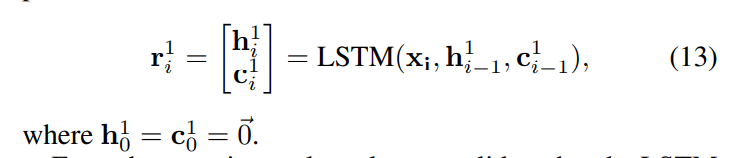 r_i^1 = [h_i^1 c_i^1] = LSTM(x_i, h_{i-1}^1, c_{i-1}^1), (13)
where h_0^1 = c_0^1 = \vec{0}.